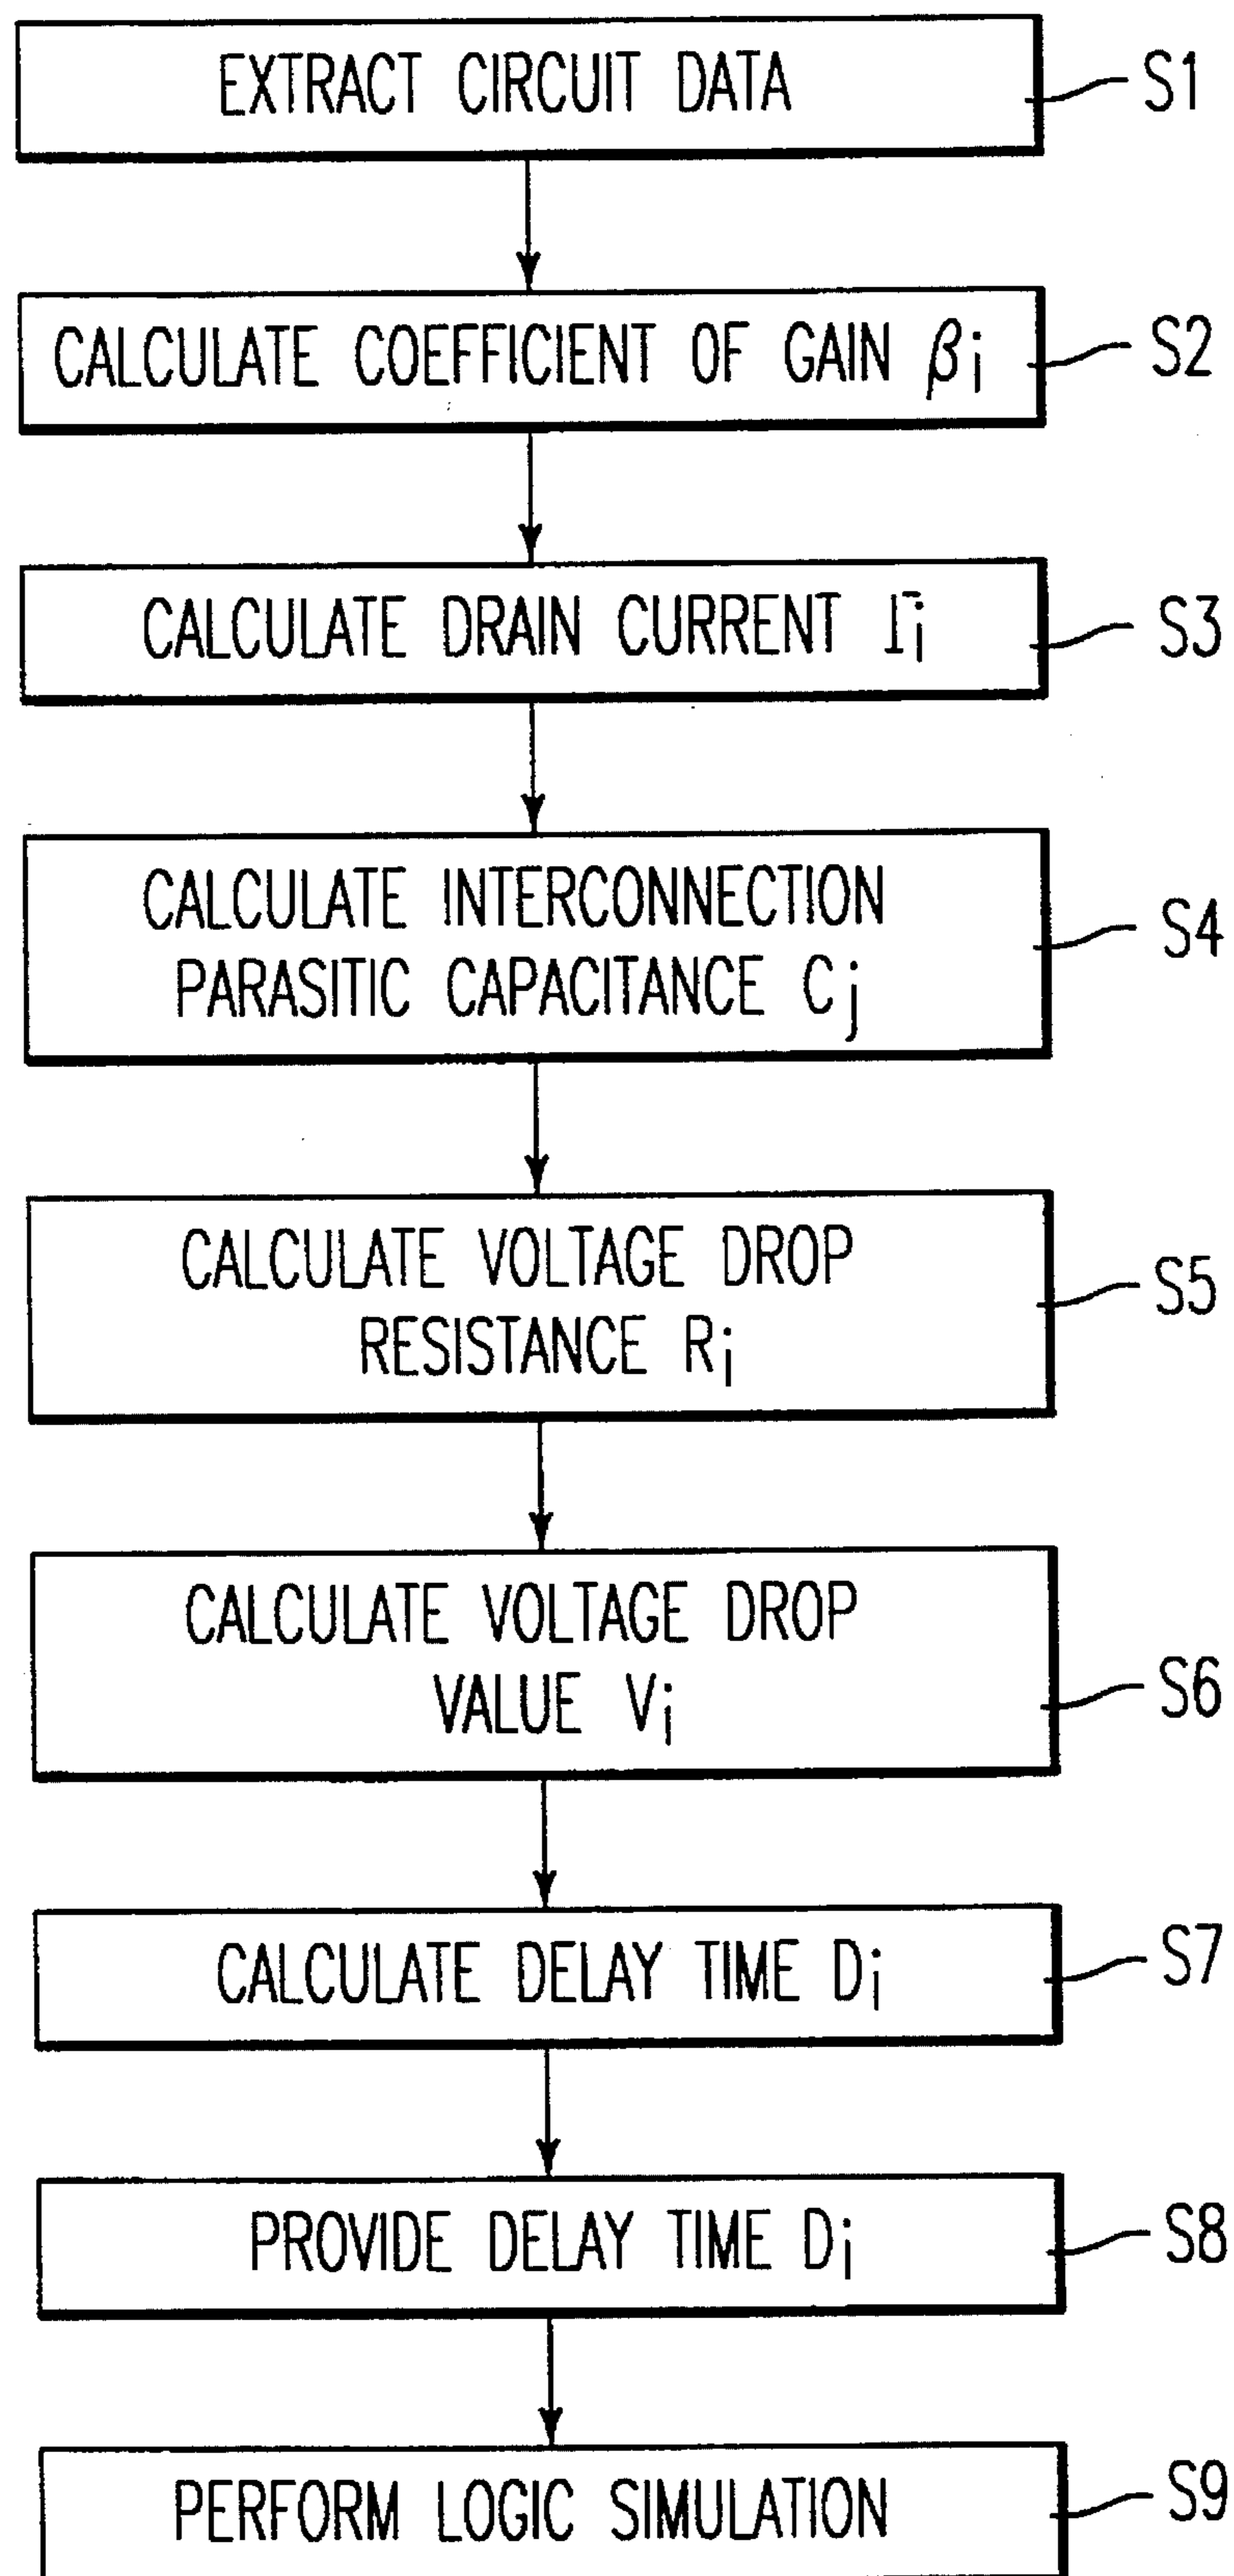 EXTRACT CIRCUIT DATA
S1
CALCULATE COEFFICIENT OF GAIN βi
S2
CALCULATE DRAIN CURRENT Ii
S3
CALCULATE INTERCONNECTION
PARASITIC CAPACITANCE Cj
S4
CALCULATE VOLTAGE DROP
RESISTANCE Ri
S5
CALCULATE VOLTAGE DROP
VALUE Vi
S6
CALCULATE DELAY TIME Di
S7
PROVIDE DELAY TIME Di
S8
PERFORM LOGIC SIMULATION
S9